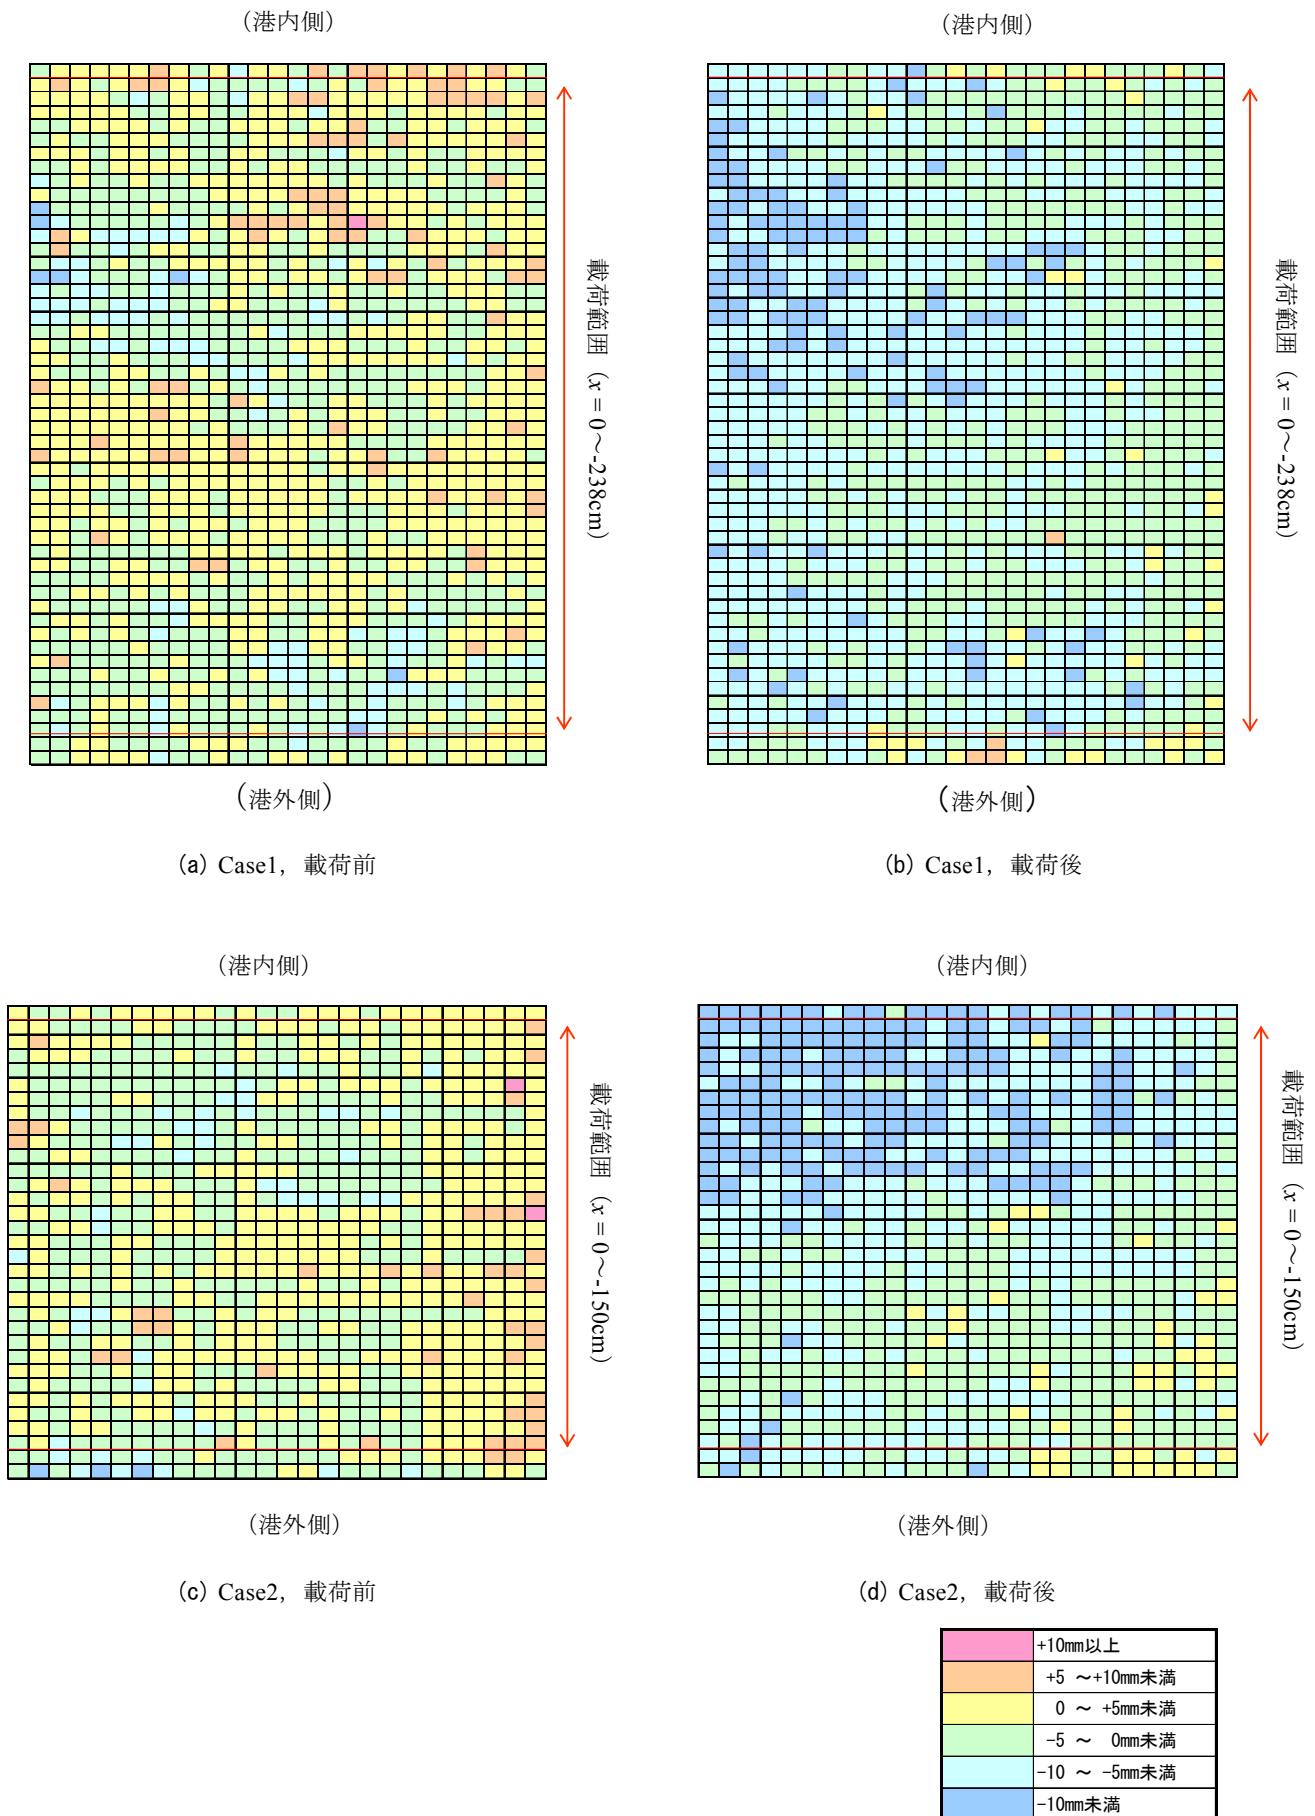 (港内側)
(港内側)
載荷範囲 (x = 0～-238cm)
載荷範囲 (x = 0～-238cm)
(港外側)
(港外側)
(a) Case1, 載荷前
(b) Case1, 載荷後
(港内側)
(港内側)
載荷範囲 (x = 0～-150cm)
載荷範囲 (x = 0～-150cm)
(港外側)
(港外側)
(c) Case2, 載荷前
(d) Case2, 載荷後
+10mm以上
+5 ～+10mm未満
0 ～ +5mm未満
-5 ～ 0mm未満
-10 ～ -5mm未満
-10mm未満